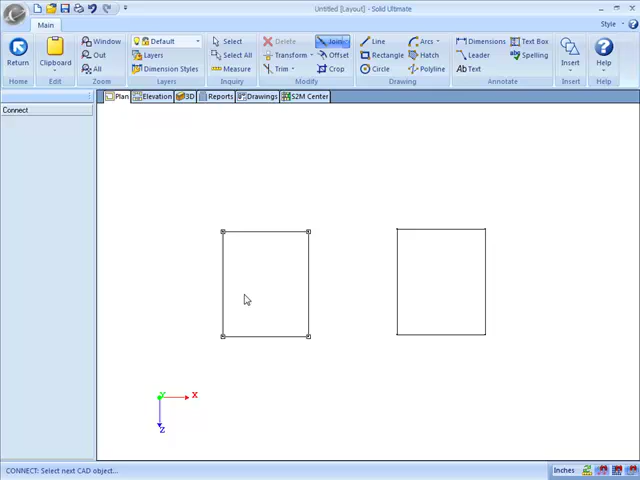 Untitled [Layout] - Solid Ultimate
Style
Main
Return
Clipboard
Edit
Window
Out
All
Zoom
Default
Layers
Dimension Styles
Layers
Select
Select All
Measure
Inquiry
Delete
Join
Transform
Offset
Trim
Crop
Modify
Line
Arcs
Rectangle
Hatch
Circle
Polyline
Drawing
Dimensions
Text Box
Leader
Spelling
Text
Annotate
Insert
Insert
Help
Help
Plan
Elevation
3D
Reports
Drawings
S2M Center
Connect
Y
X
Z
CONNECT: Select next CAD object...
Inches